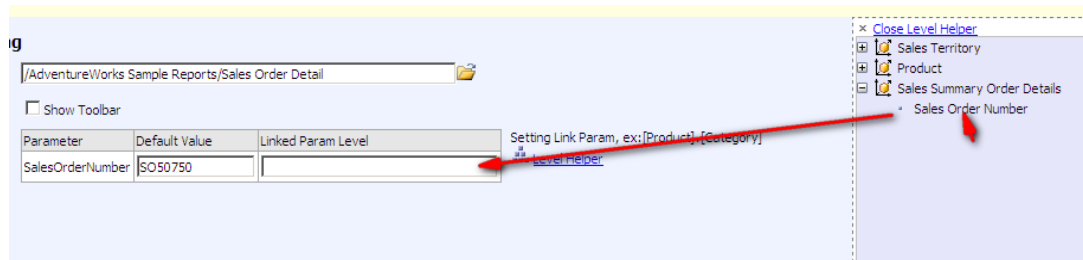 g
/AdventureWorks Sample Reports/Sales Order Detail
Show Toolbar
Parameter Default Value Linked Param Level
SalesOrderNumber SO50750
Setting Link Param, ex:[Product].[Category]
Level Helper
× Close Level Helper
Sales Territory
Product
Sales Summary Order Details
Sales Order Number